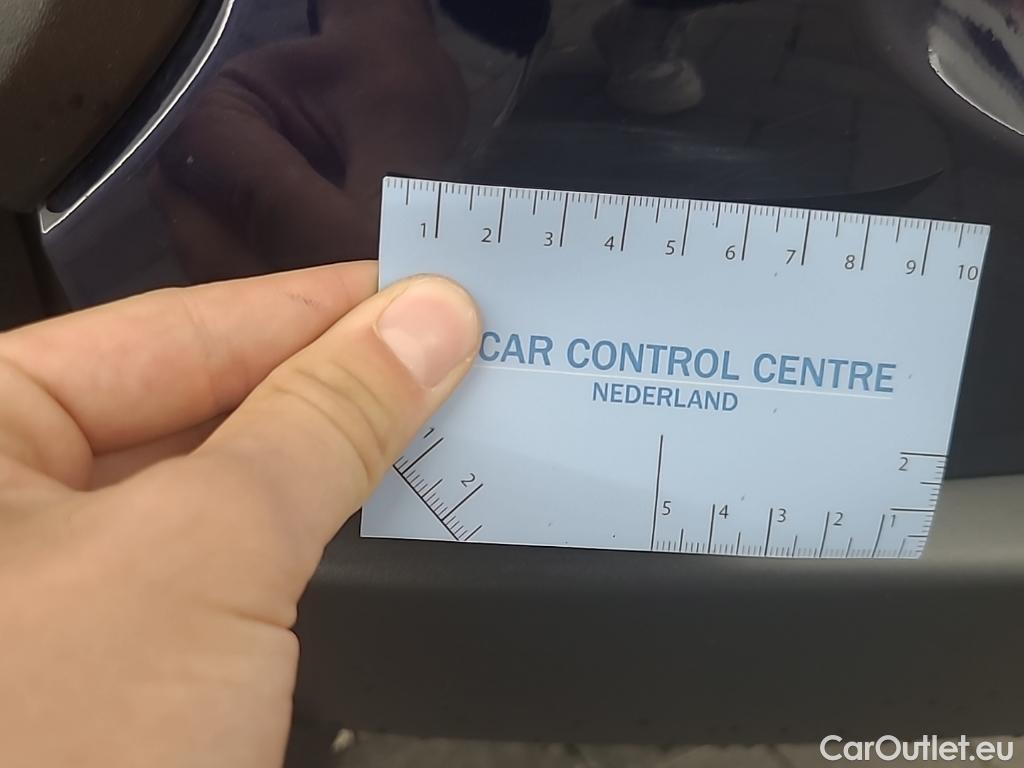 1 2 3 4 5 6 7 8 9 10
CAR CONTROL CENTRE
NEDERLAND
1 2
5 4 3 2 1
2
CarOutlet.eu